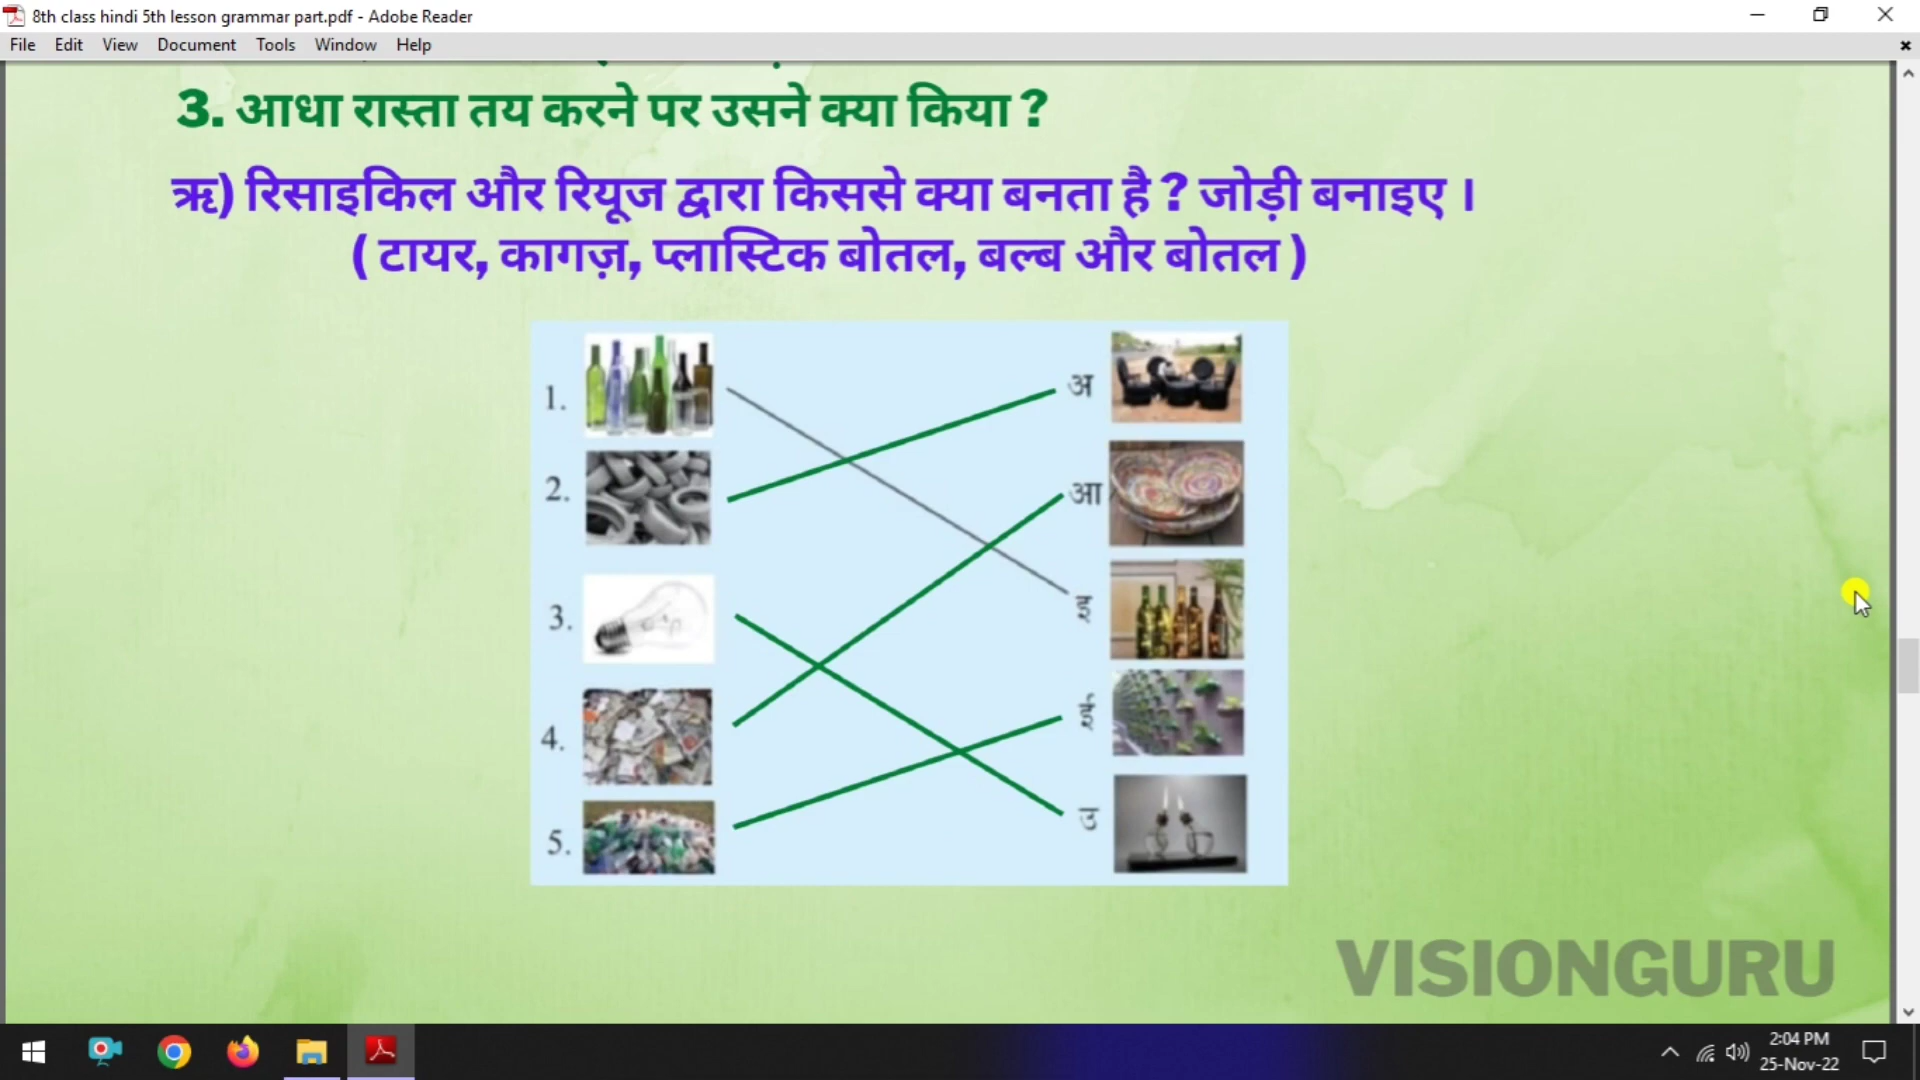 8th class hindi 5th lesson grammar part.pdf - Adobe Reader
File Edit View Document Tools Window Help
3. आधा रास्ता तय करने पर उसने क्या किया ?
ऋ) रिसाइकिल और रियूज द्वारा किससे क्या बनता है ? जोड़ी बनाइए ।
( टायर, कागज़, प्लास्टिक बोतल, बल्ब और बोतल )
1. अ
2. आ
3. इ
4. ई
5. उ
VISIONGURU
2:04 PM
25-Nov-22